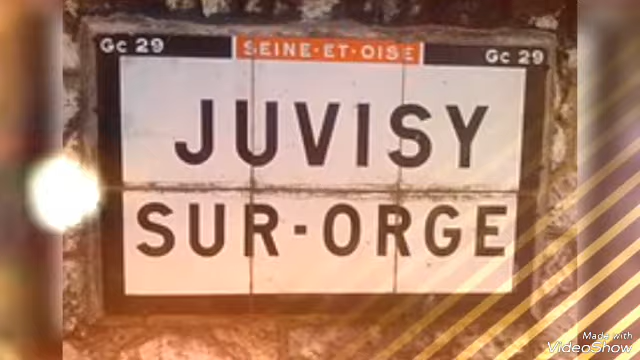 Gc 29 SEINE-ET-OISE Gc 29
JUVISY
SUR-ORGE
Made with
VideoShow